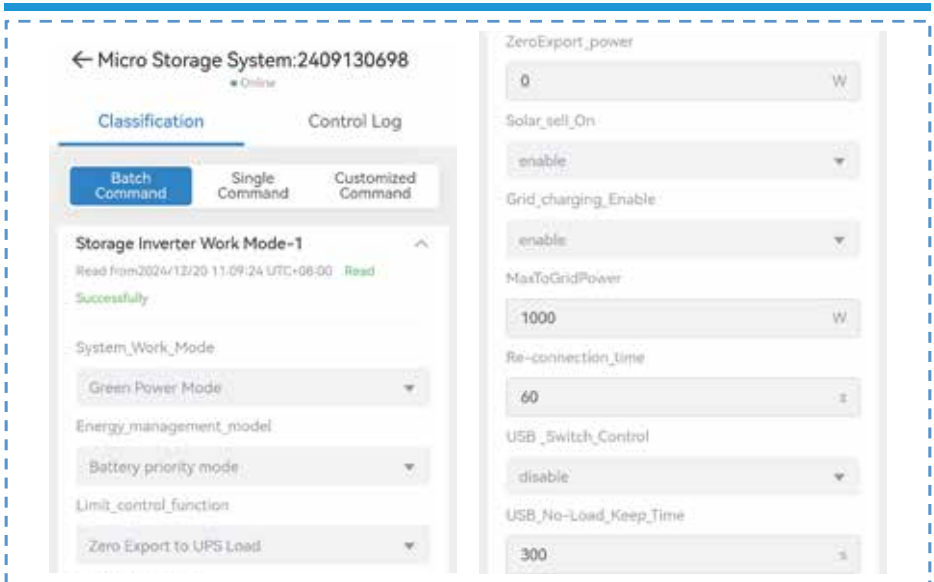 ← Micro Storage System:2409130698
Online
Classification
Control Log
Batch Command
Single Command
Customized Command
Storage Inverter Work Mode-1
Read from2024/12/20 11:09:24 UTC+08:00 Read
Successfully
System_Work_Mode
Green Power Mode
Energy_management_model
Battery priority mode
Limit_control_function
Zero Export to UPS Load
ZeroExport_power
0 W
Solar_sell_On
enable
Grid_charging_Enable
enable
MaxToGridPower
1000 W
Re-connection_time
60 s
USB _Switch_Control
disable
USB_No-Load_Keep_Time
300 s